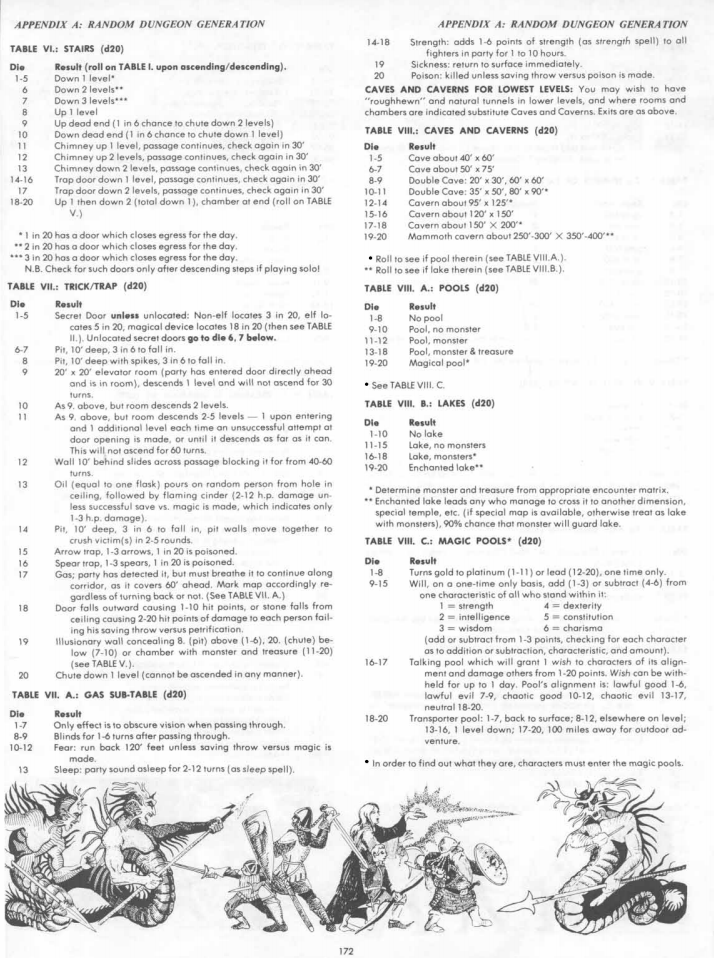 APPENDIX A: RANDOM DUNGEON GENERATION
TABLE VI.: STAIRS (d20)
Die Result (roll on TABLE I. upon ascending/descending).
1-5 Down 1 level*
6 Down 2 levels**
7 Down 3 levels***
8 Up 1 level
9 Up dead end (1 in 6 chance to chute down 2 levels)
10 Down dead end (1 in 6 chance to chute down 1 level)
11 Chimney up 1 level, passage continues, check again in 30'
12 Chimney up 2 levels, passage continues, check again in 30'
13 Chimney down 2 levels, passage continues, check again in 30'
14-16 Trap door down 1 level, passage continues, check again in 30'
17 Trap door down 2 levels, passage continues, check again in 30'
18-20 Up 1 then down 2 (total down 1), chamber at end (roll on TABLE
V.)
* 1 in 20 has a door which closes egress for the day.
** 2 in 20 has a door which closes egress for the day.
*** 3 in 20 has a door which closes egress for the day.
N.B. Check for such doors only after descending steps if playing solo!
TABLE VII.: TRICK/TRAP (d20)
Die Result
1-5 Secret Door unless unlocated: Non-elf locates 3 in 20, elf lo-
cates 5 in 20, magical device locates 18 in 20 (then see TABLE
II.). Unlocated secret doors go to die 6, 7 below.
6-7 Pit, 10' deep, 3 in 6 to fall in.
8 Pit, 10' deep with spikes, 3 in 6 to fall in.
9 20' x 20' elevator room (party has entered door directly ahead
and is in room), descends 1 level and will not ascend for 30
turns.
10 As 9. above, but room descends 2 levels.
11 As 9. above, but room descends 2-5 levels — 1 upon entering
and 1 additional level each time an unsuccessful attempt at
door opening is made, or until it descends as far as it can.
This will not ascend for 60 turns.
12 Wall 10' behind slides across passage blocking it for from 40-60
turns.
13 Oil (equal to one flask) pours on random person from hole in
ceiling, followed by flaming cinder (2-12 h.p. damage un-
less successful save vs. magic is made, which indicates only
1-3 h.p. damage).
14 Pit, 10' deep, 3 in 6 to fall in, pit walls move together to
crush victim(s) in 2-5 rounds.
15 Arrow trap, 1-3 arrows, 1 in 20 is poisoned.
16 Spear trap, 1-3 spears, 1 in 20 is poisoned.
17 Gas; party has detected it, but must breathe it to continue along
corridor, as it covers 60' ahead. Mark map accordingly re-
gardless of turning back or not. (See TABLE VII. A.)
18 Door falls outward causing 1-10 hit points, or stone falls from
ceiling causing 2-20 hit points of damage to each person fail-
ing his saving throw versus petrification.
19 Illusionary wall concealing 8. (pit) above (1-6), 20. (chute) be-
low (7-10) or chamber with monster and treasure (11-20)
(see TABLE V.).
20 Chute down 1 level (cannot be ascended in any manner).
TABLE VII. A.: GAS SUB-TABLE (d20)
Die Result
1-7 Only effect is to obscure vision when passing through.
8-9 Blinds for 1-6 turns after passing through.
10-12 Fear: run back 120' feet unless saving throw versus magic is
made.
13 Sleep: party sound asleep for 2-12 turns (as sleep spell).
APPENDIX A: RANDOM DUNGEON GENERATION
14-18 Strength: adds 1-6 points of strength (as strength spell) to all
fighters in party for 1 to 10 hours.
19 Sickness: return to surface immediately.
20 Poison: killed unless saving throw versus poison is made.
CAVES AND CAVERNS FOR LOWEST LEVELS: You may wish to have
"roughhewn" and natural tunnels in lower levels, and where rooms and
chambers are indicated substitute Caves and Caverns. Exits are as above.
TABLE VIII.: CAVES AND CAVERNS (d20)
Die Result
1-5 Cave about 40' x 60'
6-7 Cave about 50' x 75'
8-9 Double Cave: 20' x 30', 60' x 60'
10-11 Double Cave: 35' x 50', 80' x 90'*
12-14 Cavern about 95' x 125'*
15-16 Cavern about 120' x 150'
17-18 Cavern about 150' X 200'*
19-20 Mammoth cavern about 250'-300' X 350'-400'**
* Roll to see if pool therein (see TABLE VIII.A.).
** Roll to see if lake therein (see TABLE VIII.B.).
TABLE VIII. A.: POOLS (d20)
Die Result
1-8 No pool
9-10 Pool, no monster
11-12 Pool, monster
13-18 Pool, monster & treasure
19-20 Magical pool*
* See TABLE VIII. C.
TABLE VIII. B.: LAKES (d20)
Die Result
1-10 No lake
11-15 Lake, no monsters
16-18 Lake, monsters*
19-20 Enchanted lake**
* Determine monster and treasure from appropriate encounter matrix.
** Enchanted lake leads any who manage to cross it to another dimension,
special temple, etc. (if special map is available, otherwise treat as lake
with monsters), 90% chance that monster will guard lake.
TABLE VIII. C.: MAGIC POOLS* (d20)
Die Result
1-8 Turns gold to platinum (1-11) or lead (12-20), one time only.
9-15 Will, on a one-time only basis, add (1-3) or subtract (4-6) from
one characteristic of all who stand within it:
1 = strength 4 = dexterity
2 = intelligence 5 = constitution
3 = wisdom 6 = charisma
(add or subtract from 1-3 points, checking for each character
as to addition or subtraction, characteristic, and amount).
16-17 Talking pool which will grant 1 wish to characters of its align-
ment and damage others from 1-20 points. Wish can be with-
held for up to 1 day. Pool's alignment is: lawful good 1-6,
lawful evil 7-9, chaotic good 10-12, chaotic evil 13-17,
neutral 18-20.
18-20 Transporter pool: 1-7, back to surface; 8-12, elsewhere on level;
13-16, 1 level down; 17-20, 100 miles away for outdoor ad-
venture.
* In order to find out what they are, characters must enter the magic pools.
172